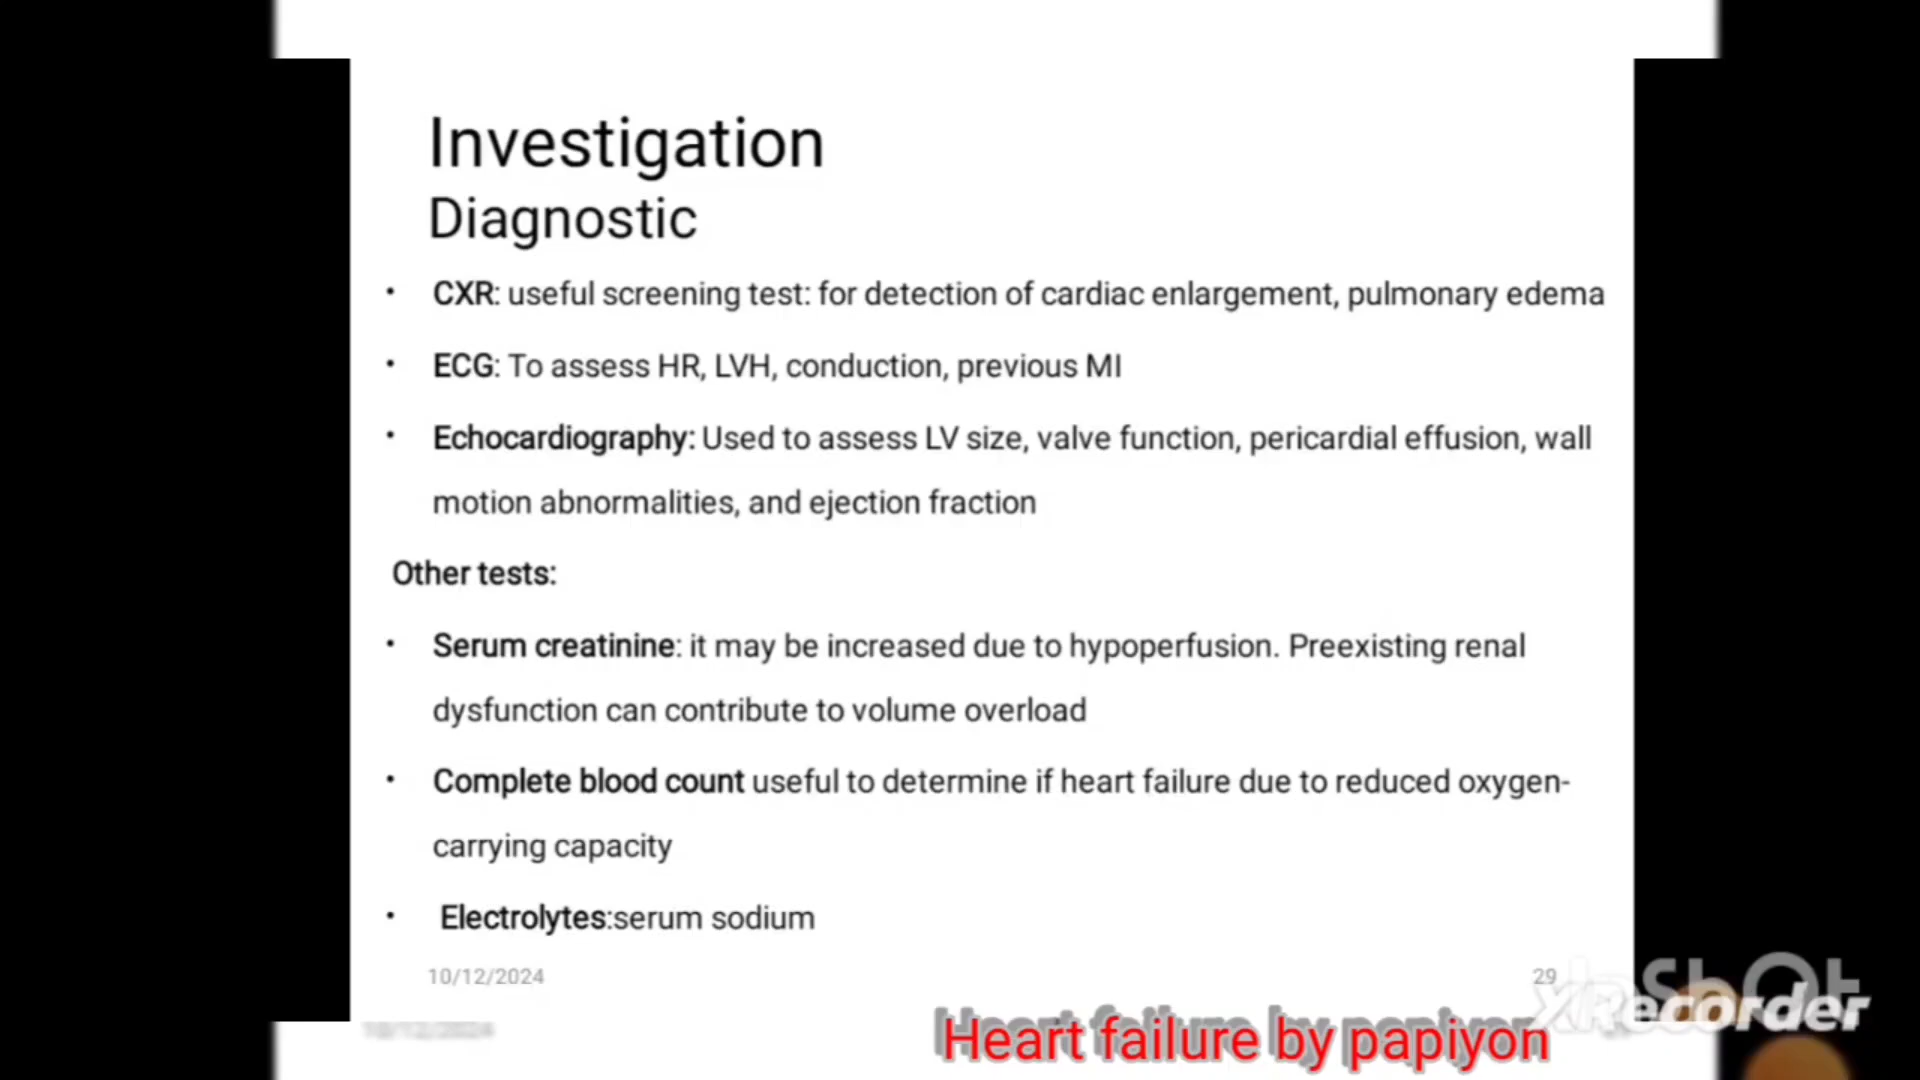 Investigation
Diagnostic
• CXR: useful screening test: for detection of cardiac enlargement, pulmonary edema
• ECG: To assess HR, LVH, conduction, previous MI
• Echocardiography: Used to assess LV size, valve function, pericardial effusion, wall
motion abnormalities, and ejection fraction
Other tests:
• Serum creatinine: it may be increased due to hypoperfusion. Preexisting renal
dysfunction can contribute to volume overload
• Complete blood count useful to determine if heart failure due to reduced oxygen-
carrying capacity
• Electrolytes:serum sodium
10/12/2024
29
InShOt
XRecorder
10/12/2024
Heart failure by papiyon